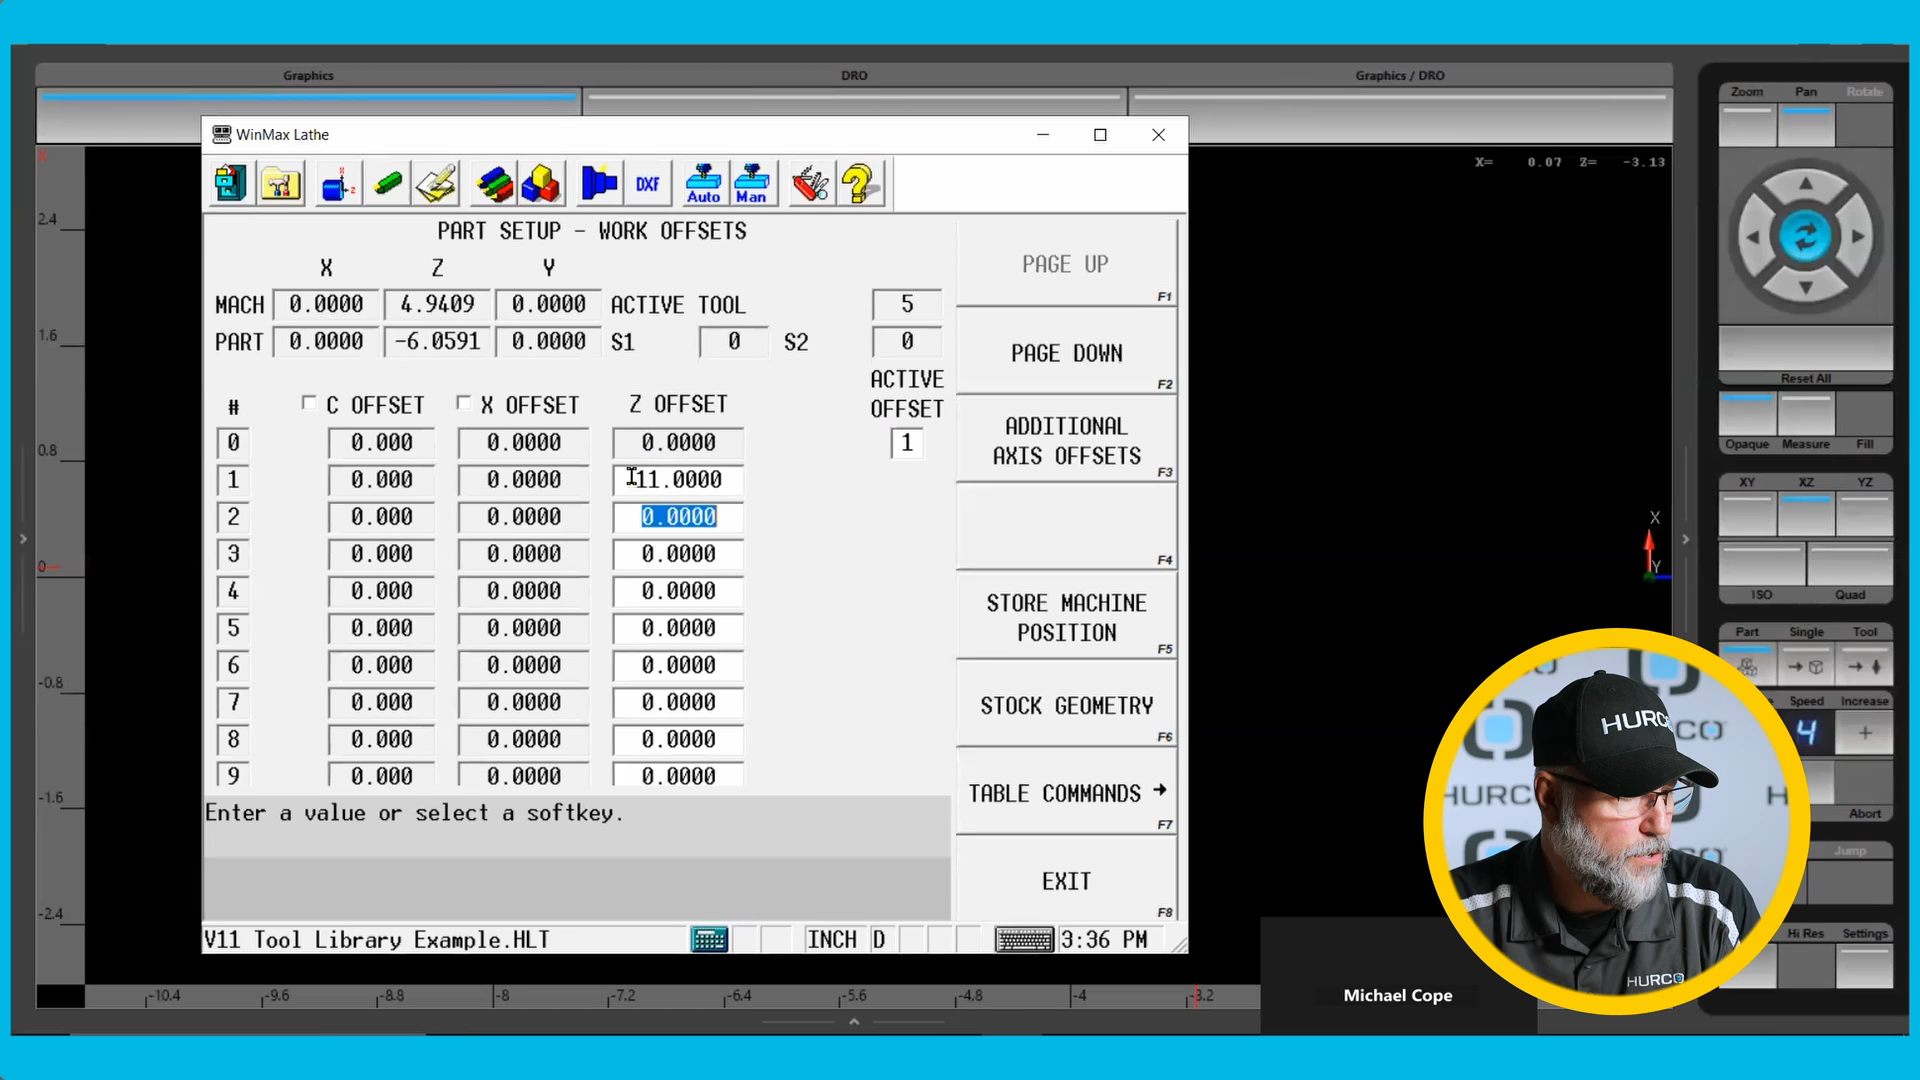 Graphics
DRO
Graphics / DRO
Zoom
Pan
Rotate
WinMax Lathe
X= 0.07 Z= -3.13
DXF
Auto
Man
PART SETUP - WORK OFFSETS
X Z Y
MACH 0.0000 4.9409 0.0000 ACTIVE TOOL 5
PART 0.0000 -6.0591 0.0000 S1 0 S2 0
ACTIVE
OFFSET
# C OFFSET X OFFSET Z OFFSET
0 0.000 0.0000 0.0000 1
1 0.000 0.0000 11.0000
2 0.000 0.0000 0.0000
3 0.000 0.0000 0.0000
4 0.000 0.0000 0.0000
5 0.000 0.0000 0.0000
6 0.000 0.0000 0.0000
7 0.000 0.0000 0.0000
8 0.000 0.0000 0.0000
9 0.000 0.0000 0.0000
Enter a value or select a softkey.
V11 Tool Library Example.HLT INCH D 3:36 PM
PAGE UP
F1
PAGE DOWN
F2
ADDITIONAL
AXIS OFFSETS
F3
F4
STORE MACHINE
POSITION
F5
STOCK GEOMETRY
F6
TABLE COMMANDS
F7
EXIT
F8
X
2.4
1.6
0.8
0
-0.8
-1.6
-2.4
-10.4 -9.6 -8.8 -8 -7.2 -6.4 -5.6 -4.8 -4 -3.2
X
Y
Reset All
Opaque Measure Fill
XY XZ YZ
ISO Quad
Part Single Tool
Speed Increase
4 +
Abort
Jump
Hi Res Settings
HURCO
HURCO
Michael Cope